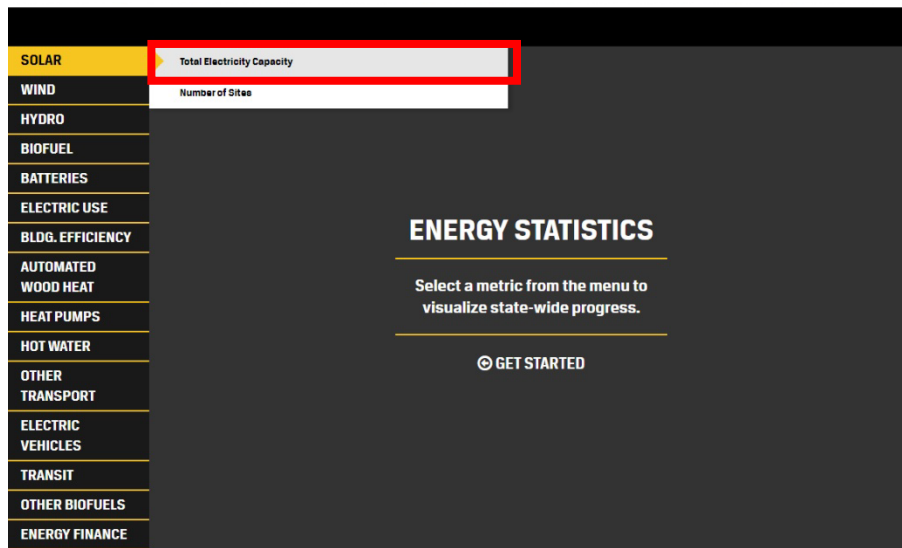 SOLAR
Total Electricity Capacity
WIND
Number of Sites
HYDRO
BIOFUEL
BATTERIES
ELECTRIC USE
BLDG. EFFICIENCY
AUTOMATED
WOOD HEAT
HEAT PUMPS
HOT WATER
OTHER
TRANSPORT
ELECTRIC
VEHICLES
TRANSIT
OTHER BIOFUELS
ENERGY FINANCE
ENERGY STATISTICS
Select a metric from the menu to
visualize state-wide progress.
GET STARTED